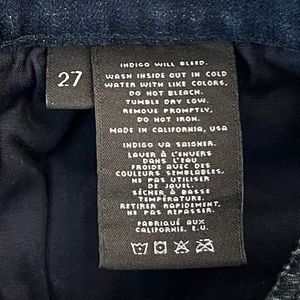 27
INDIGO WILL BLEED.
WASH INSIDE OUT IN COLD
WATER WITH LIKE COLORS,
DO NOT BLEACH.
TUMBLE DRY LOW.
REMOVE PROMPTLY.
DO NOT IRON.
MADE IN CALIFORNIA, USA
INDIGO VA SAIGNER.
LAVER À L'ENVERS
DANS L'EAU
FROIDE AVEC DES
COULEURS SEMBLABLES,
NE PAS UTILISER
DE JAVEL.
SÉCHER À BASSE
TEMPÉRATURE.
RETIRER RAPIDEMENT,
NE PAS REPASSER.
FABRIQUÉ AUX
CALIFORNIE, É.U.